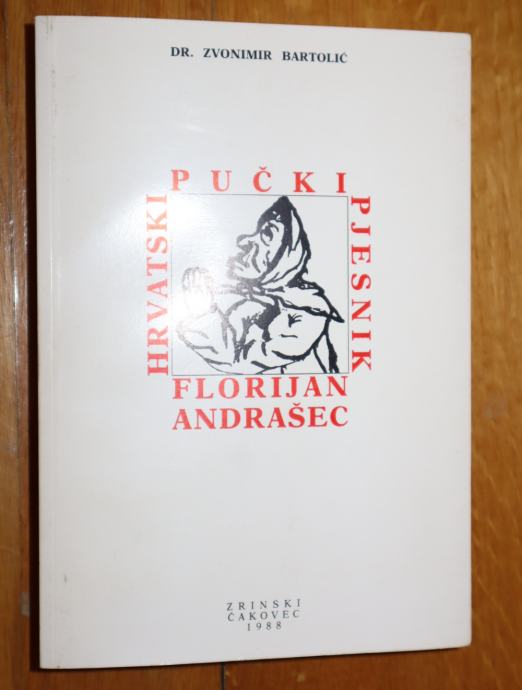 DR. ZVONIMIR BARTOLIĆ
HRVATSKI
PUČKI
PJESNIK
FLORIJAN
ANDRAŠEC
ZRINSKI
ČAKOVEC
1988